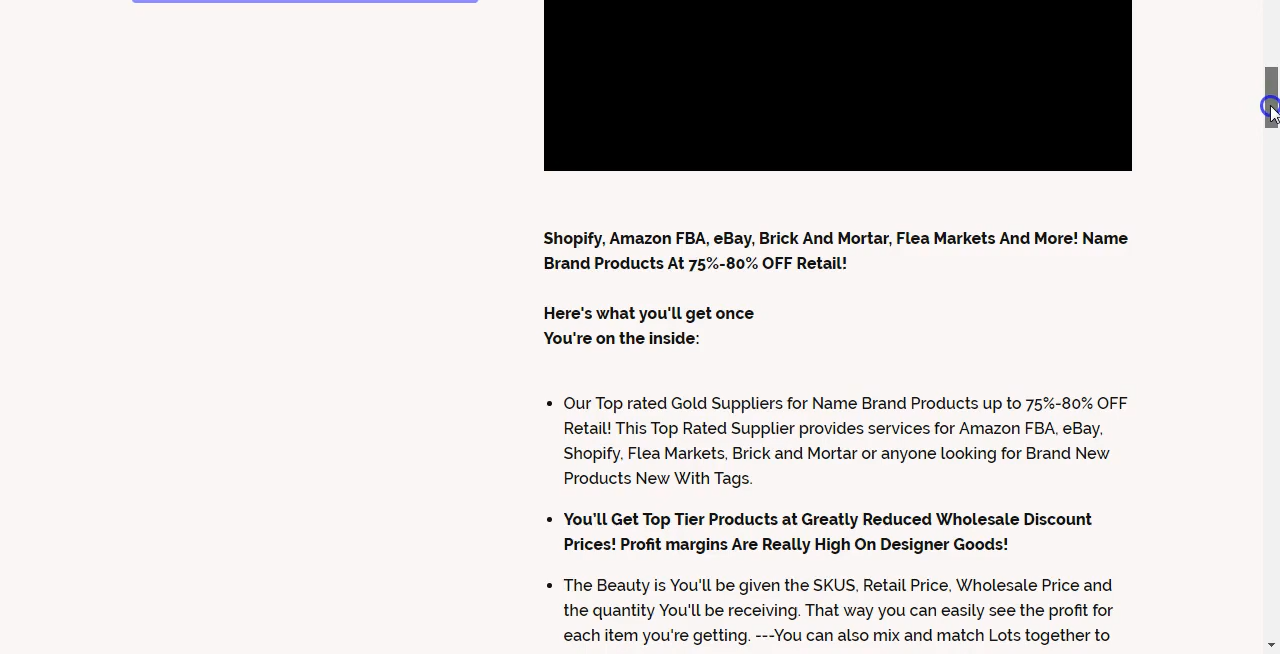 Shopify, Amazon FBA, eBay, Brick And Mortar, Flea Markets And More! Name
Brand Products At 75%-80% OFF Retail!
Here's what you'll get once
You're on the inside:
Our Top rated Gold Suppliers for Name Brand Products up to 75%-80% OFF
Retail! This Top Rated Supplier provides services for Amazon FBA, eBay,
Shopify, Flea Markets, Brick and Mortar or anyone looking for Brand New
Products New With Tags.
You'll Get Top Tier Products at Greatly Reduced Wholesale Discount
Prices! Profit margins Are Really High On Designer Goods!
The Beauty is You'll be given the SKUS, Retail Price, Wholesale Price and
the quantity You'll be receiving. That way you can easily see the profit for
each item you're getting. ---You can also mix and match Lots together to